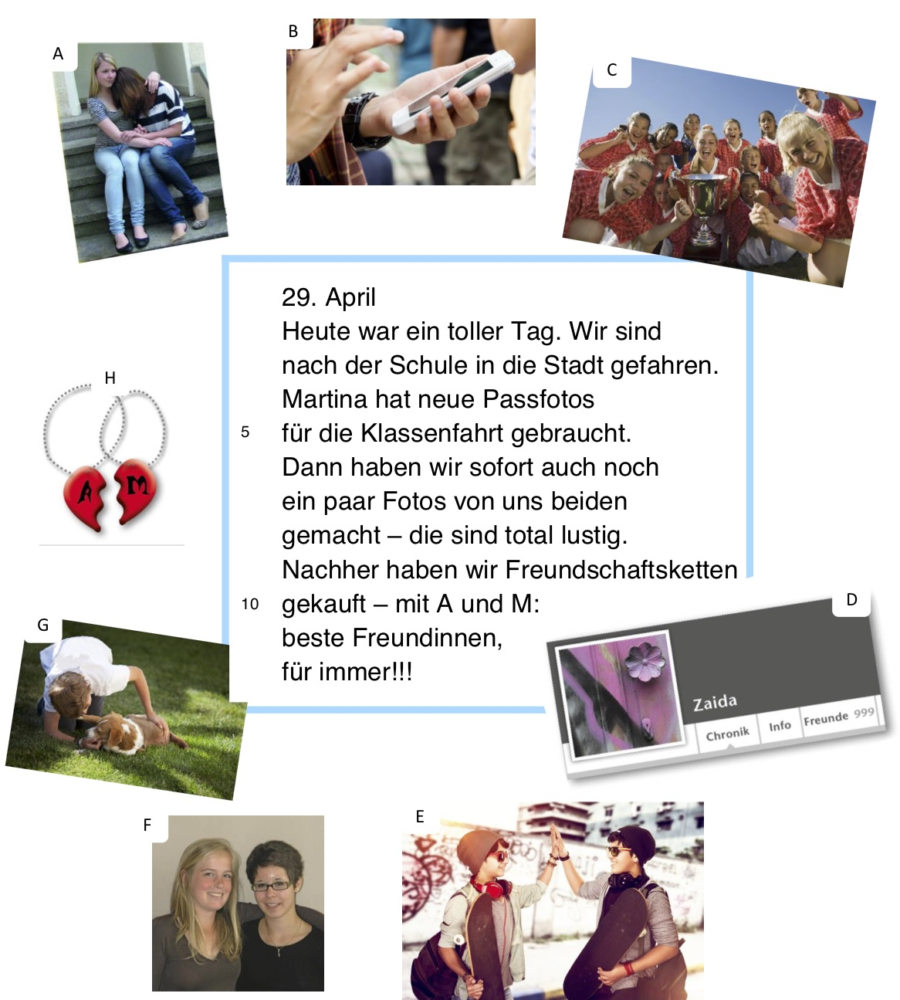 A
B
C
29. April
Heute war ein toller Tag. Wir sind
nach der Schule in die Stadt gefahren.
Martina hat neue Passfotos
5 für die Klassenfahrt gebraucht.
Dann haben wir sofort auch noch
ein paar Fotos von uns beiden
gemacht – die sind total lustig.
Nachher haben wir Freundschaftsketten
10 gekauft – mit A und M:
beste Freundinnen,
für immer!!!
H
A M
D
Zaida
Chronik Info Freunde 999
G
F
E